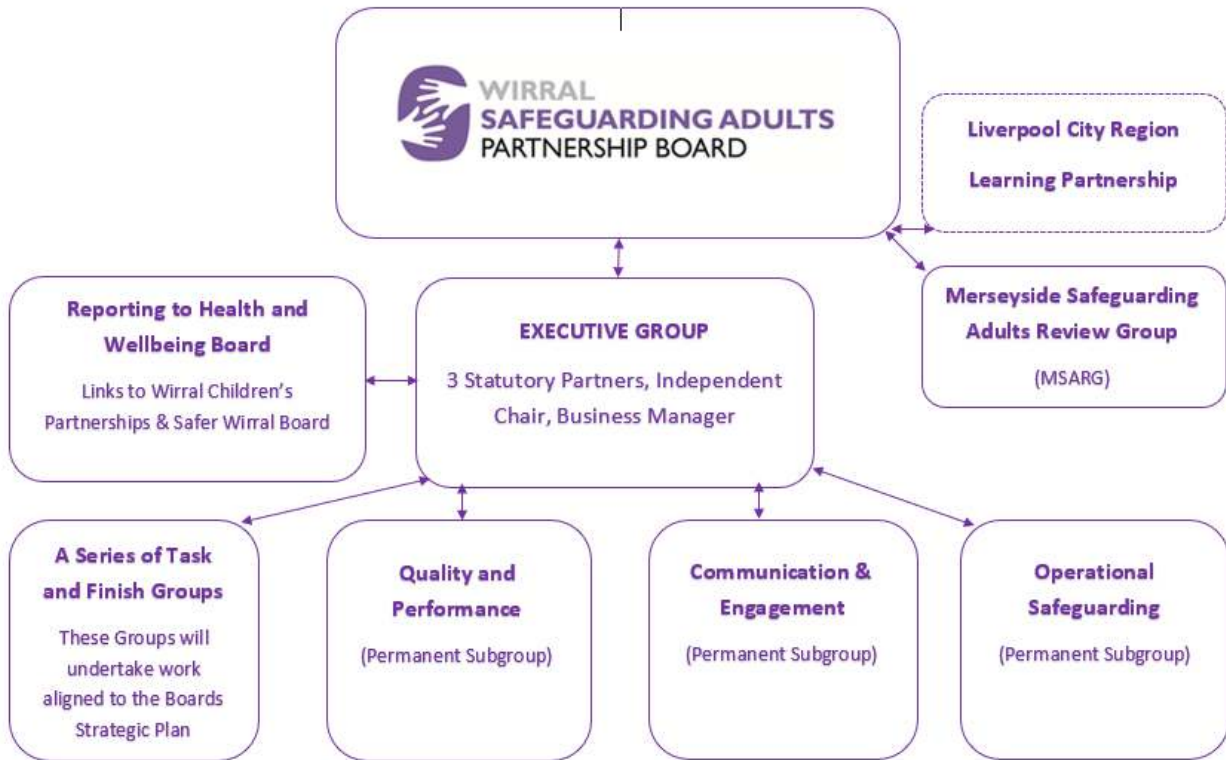 WIRRAL
SAFEGUARDING ADULTS
PARTNERSHIP BOARD
Liverpool City Region
Learning Partnership
Merseyside Safeguarding
Adults Review Group
(MSARG)
Reporting to Health and
Wellbeing Board
Links to Wirral Children’s
Partnerships & Safer Wirral Board
EXECUTIVE GROUP
3 Statutory Partners, Independent
Chair, Business Manager
A Series of Task
and Finish Groups
These Groups will
undertake work
aligned to the Boards
Strategic Plan
Quality and
Performance
(Permanent Subgroup)
Communication &
Engagement
(Permanent Subgroup)
Operational
Safeguarding
(Permanent Subgroup)